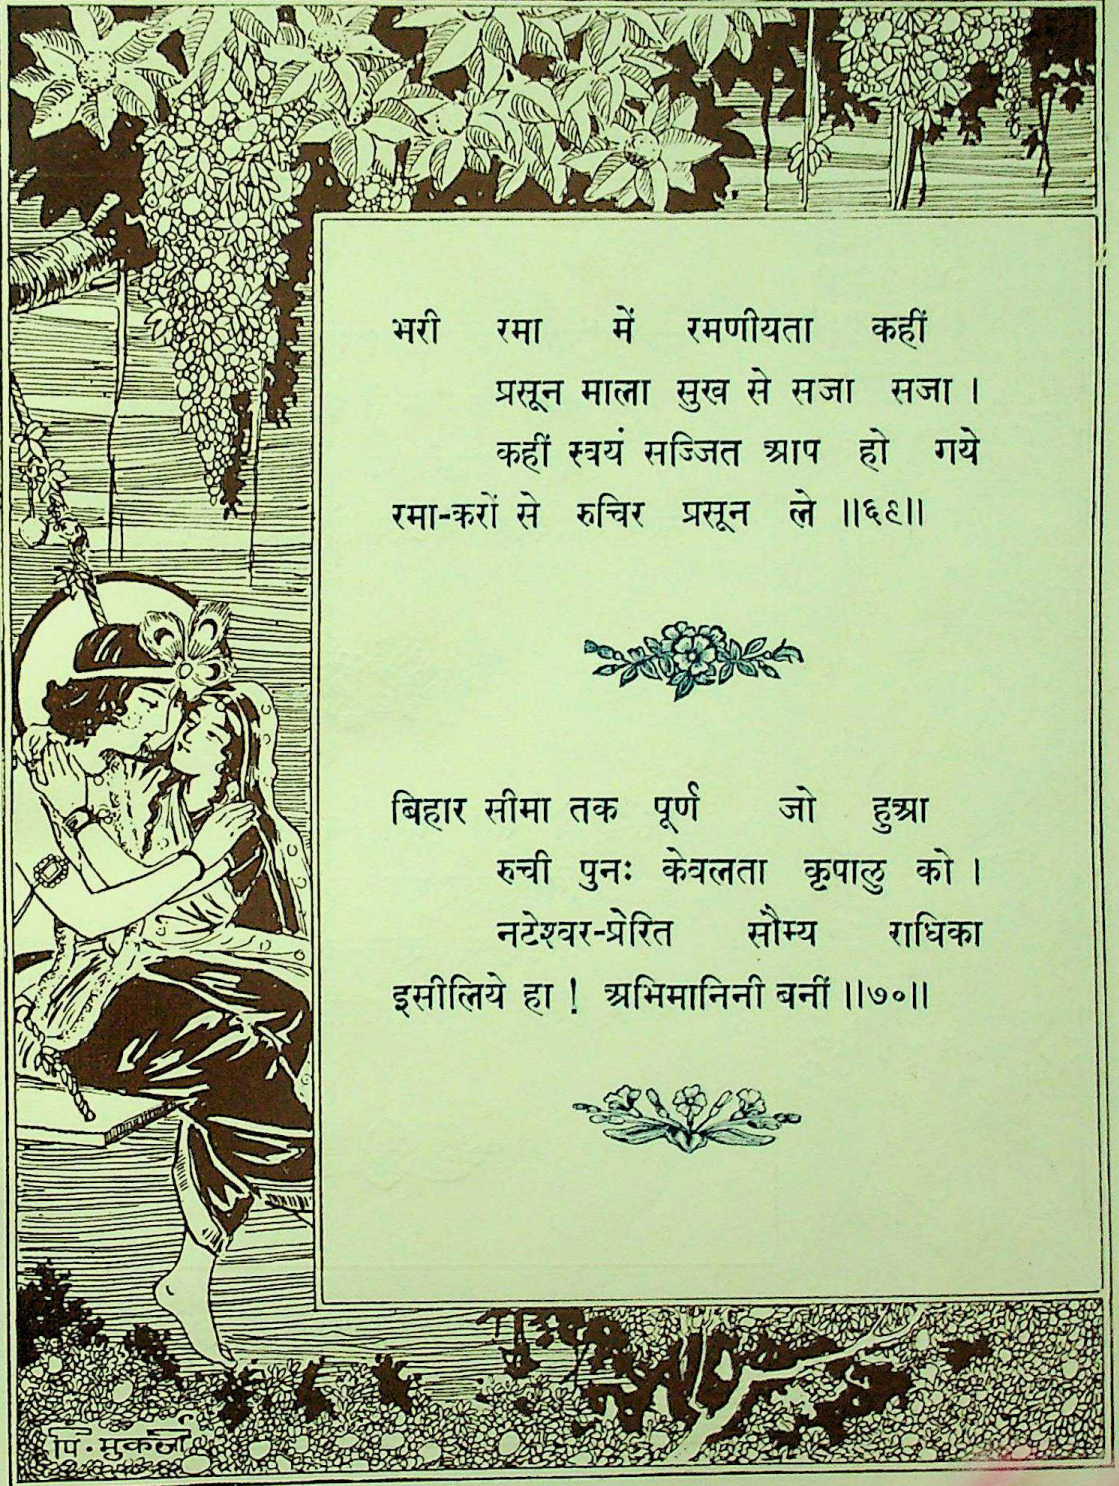 भरी रमा में रमणीयता कहीं
प्रसून माला सुख से सजा सजा ।
कहीं स्वयं सज्जित आप हो गये
रमा-करों से रुचिर प्रसून ले ॥६९॥
बिहार सीमा तक पूर्ण जो हुआ
रुची पुनः केवलता कृपालु को ।
नटेश्वर-प्रेरित सौम्य राधिका
इसीलिये हा ! अभिमानिनी बनीं ॥७०॥
पि. मुकर्जी